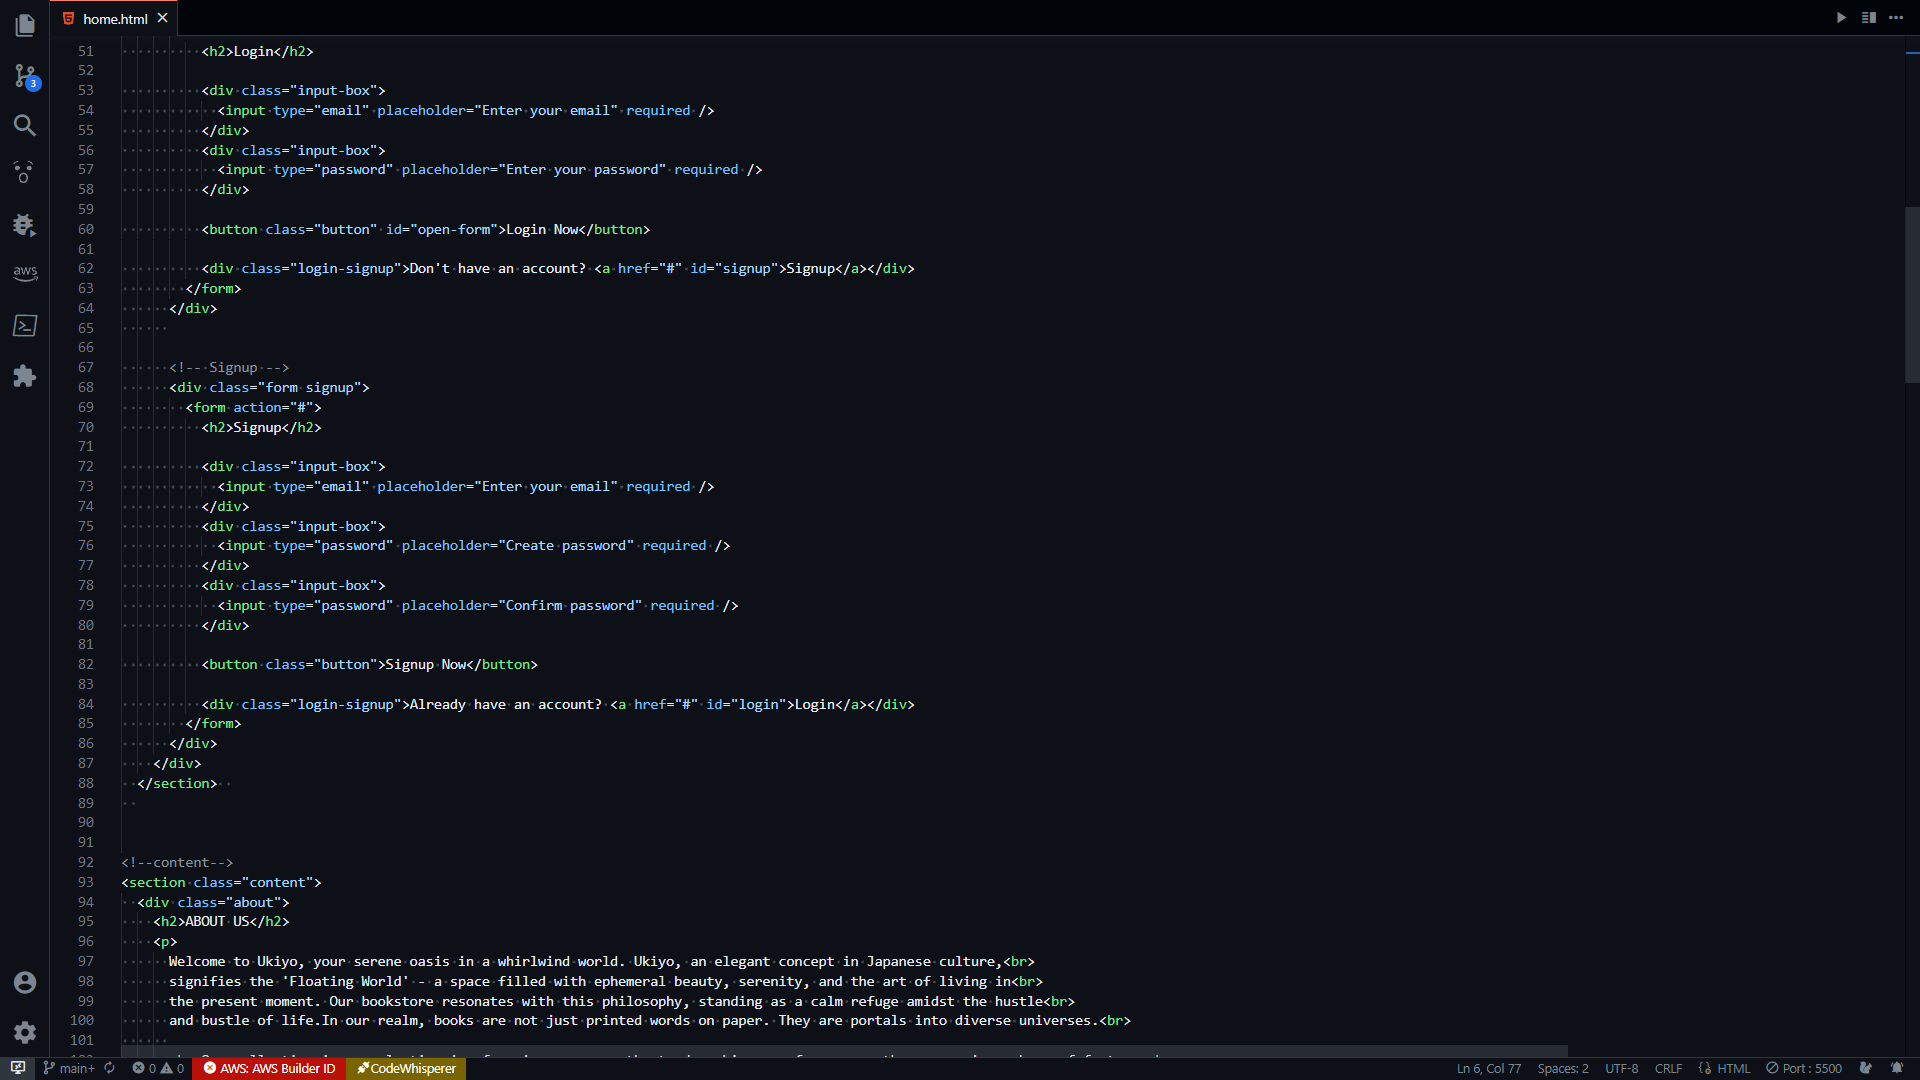 home.html
51 <h2>Login</h2>
52
53 <div class="input-box">
54 <input type="email" placeholder="Enter your email" required />
55 </div>
56 <div class="input-box">
57 <input type="password" placeholder="Enter your password" required />
58 </div>
59
60 <button class="button" id="open-form">Login Now</button>
61
62 <div class="login-signup">Don't have an account? <a href="#" id="signup">Signup</a></div>
63 </form>
64 </div>
65
66
67 <!-- Signup -->
68 <div class="form signup">
69 <form action="#">
70 <h2>Signup</h2>
71
72 <div class="input-box">
73 <input type="email" placeholder="Enter your email" required />
74 </div>
75 <div class="input-box">
76 <input type="password" placeholder="Create password" required />
77 </div>
78 <div class="input-box">
79 <input type="password" placeholder="Confirm password" required />
80 </div>
81
82 <button class="button">Signup Now</button>
83
84 <div class="login-signup">Already have an account? <a href="#" id="login">Login</a></div>
85 </form>
86 </div>
87 </div>
88 </section>
89
90
91
92 <!--content-->
93 <section class="content">
94 <div class="about">
95 <h2>ABOUT US</h2>
96 <p>
97 Welcome to Ukiyo, your serene oasis in a whirlwind world. Ukiyo, an elegant concept in Japanese culture,<br>
98 signifies the 'Floating World' - a space filled with ephemeral beauty, serenity, and the art of living in<br>
99 the present moment. Our bookstore resonates with this philosophy, standing as a calm refuge amidst the hustle<br>
100 and bustle of life.In our realm, books are not just printed words on paper. They are portals into diverse universes.<br>
101
3
aws
main+ 0 0 AWS: AWS Builder ID CodeWhisperer Ln 6, Col 77 Spaces: 2 UTF-8 CRLF HTML Port : 5500